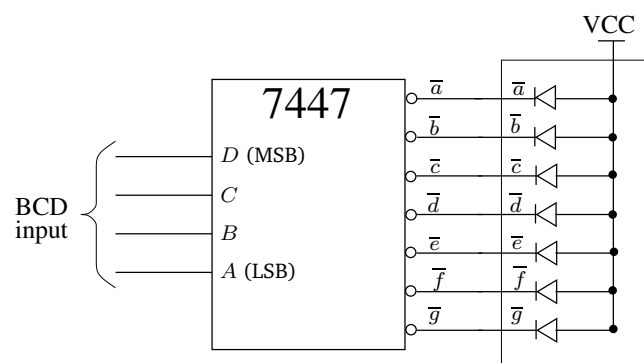 VCC
7447
a̅ a̅
b̅ b̅
c̅ c̅
d̅ d̅
e̅ e̅
f̅ f̅
g̅ g̅
D (MSB)
C
B
A (LSB)
BCD
input